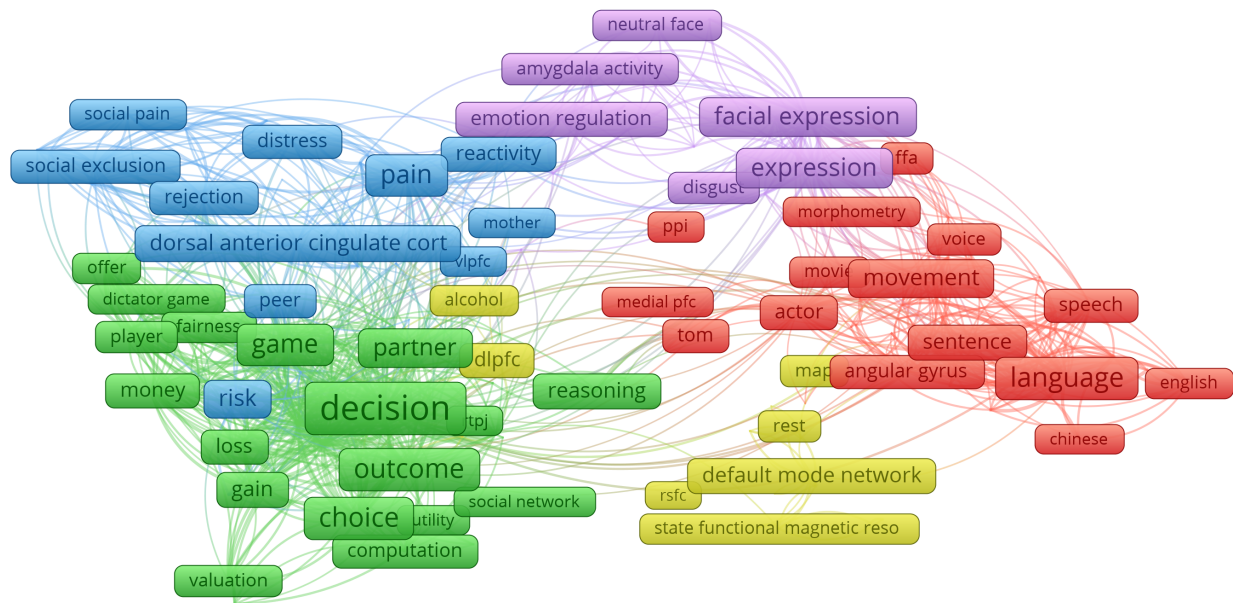 neutral face
amygdala activity
social pain
facial expression
emotion regulation
distress
reactivity
ffa
social exclusion
pain
expression
disgust
rejection
morphometry
mother
ppi
voice
dorsal anterior cingulate cort
vlpfc
offer
movie
movement
dictator game
peer
alcohol
medial pfc
actor
speech
fairness
player
game
partner
tom
sentence
dlpfc
map
angular gyrus
language
english
money
risk
reasoning
decision
rtpj
rest
chinese
loss
outcome
default mode network
gain
social network
rsfc
choice
utility
state functional magnetic reso
computation
valuation